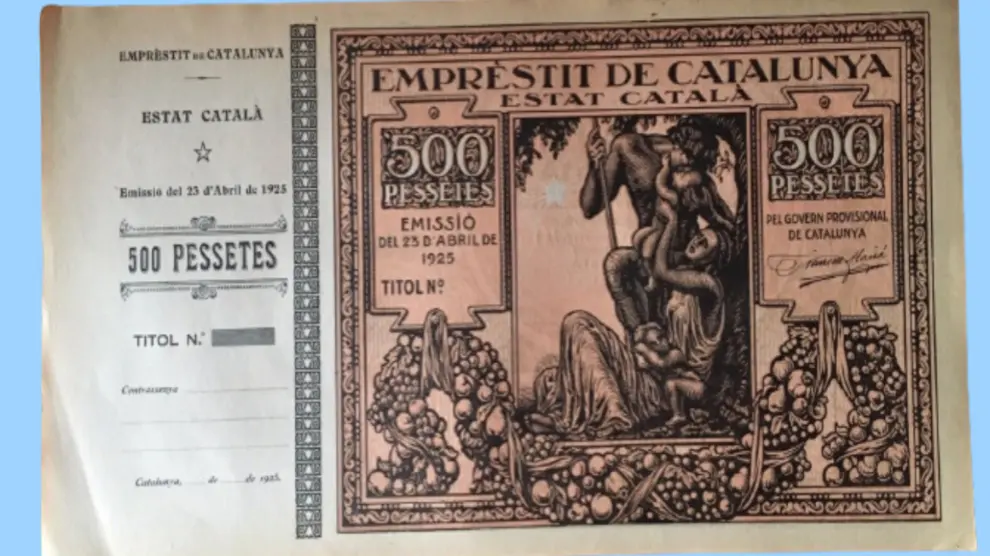 EMPRÈSTIT DE CATALUNYA
ESTAT CATALÀ
Emissió del 23 d'Abril de 1925
500 PESSETES
TITOL N.º
Contrassenya
Catalunya, de de 1925.
EMPRÈSTIT DE CATALUNYA
ESTAT CATALÀ
500
PESSETES
EMISSIÓ
DEL 23 D'ABRIL DE
1925
TITOL Nº
500
PESSETES
PEL GOVERN PROVISIONAL
DE CATALUNYA